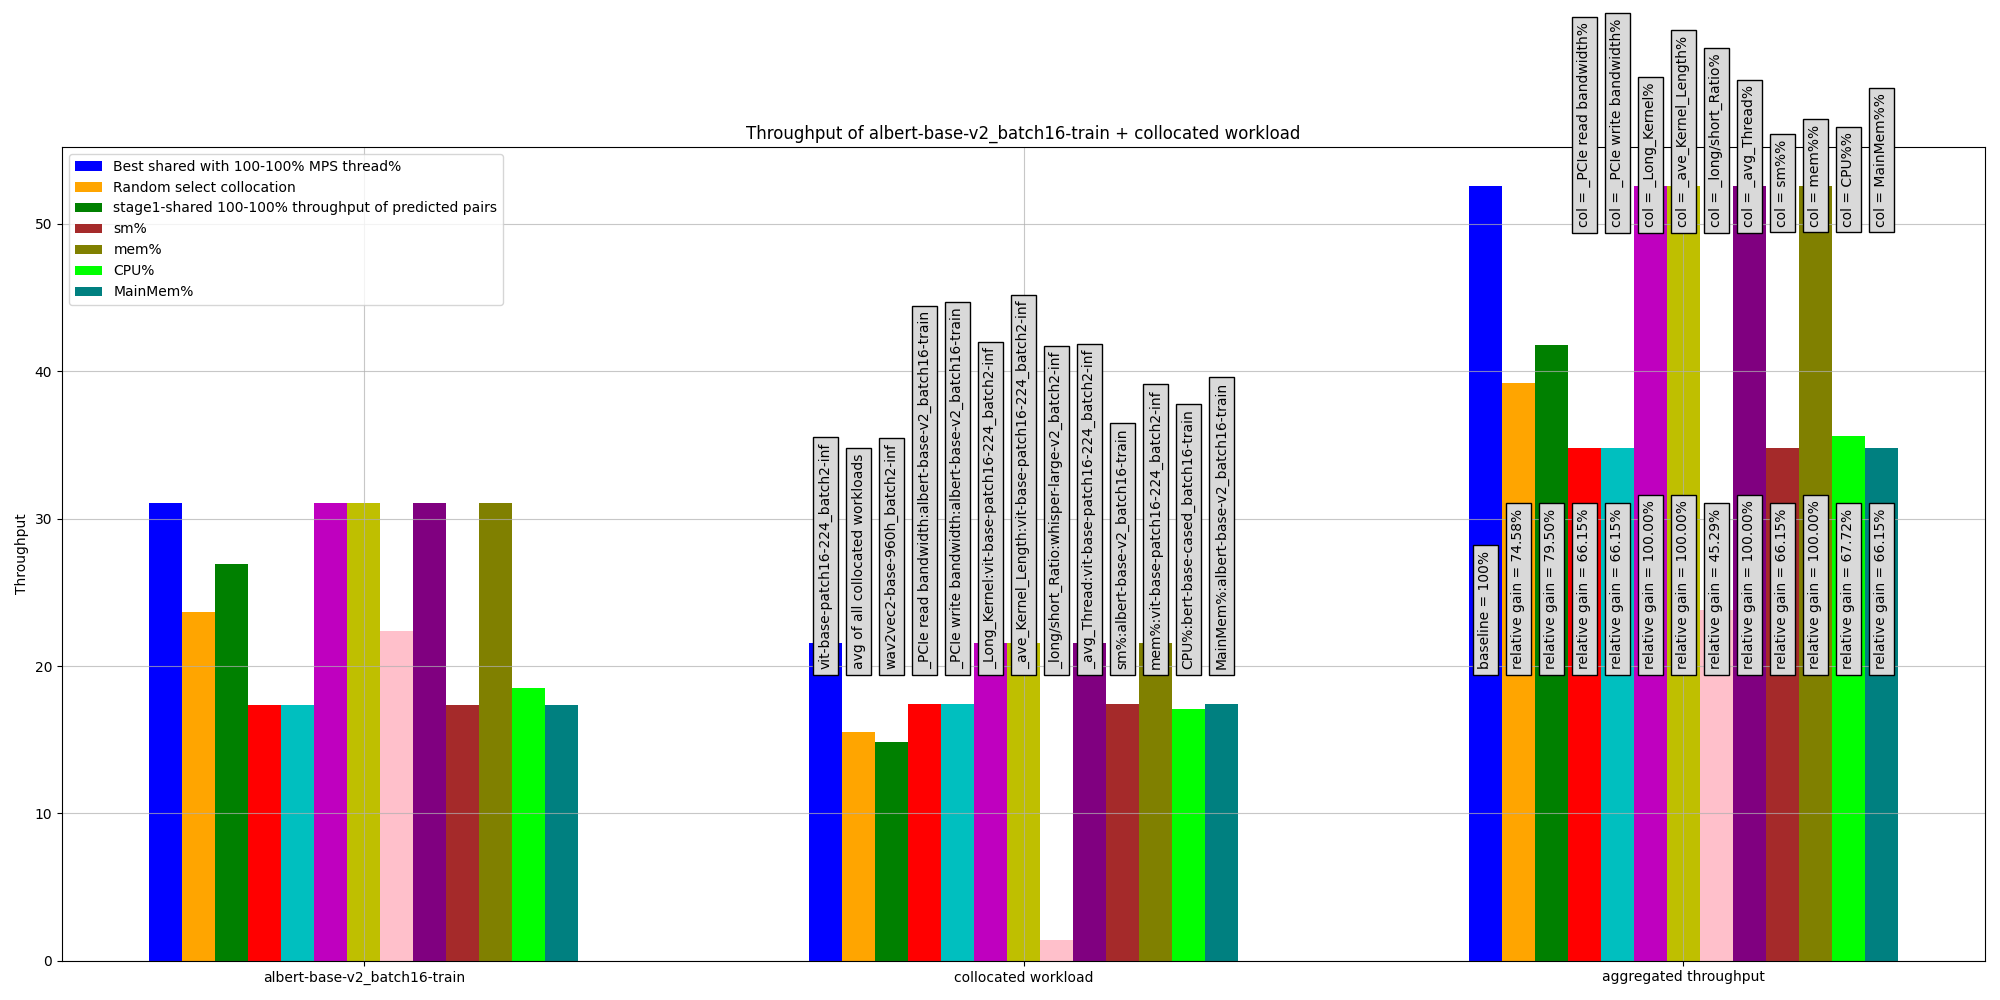 col = _PCIe read bandwidth%
col = _PCIe write bandwidth%
col = _Long_Kernel%
col = _ave_Kernel_Length%
col = _long/short_Ratio%
col = _avg_Thread%
col = sm%%
col = mem%%
col = CPU%%
col = MainMem%%
Throughput of albert-base-v2_batch16-train + collocated workload
Best shared with 100-100% MPS thread%
Random select collocation
stage1-shared 100-100% throughput of predicted pairs
sm%
mem%
CPU%
MainMem%
Throughput
50
40
30
20
10
0
vit-base-patch16-224_batch2-inf
avg of all collocated workloads
wav2vec2-base-960h_batch2-inf
_PCIe read bandwidth:albert-base-v2_batch16-train
_PCIe write bandwidth:albert-base-v2_batch16-train
_Long_Kernel:vit-base-patch16-224_batch2-inf
_ave_Kernel_Length:vit-base-patch16-224_batch2-inf
_long/short_Ratio:whisper-large-v2_batch2-inf
_avg_Thread:vit-base-patch16-224_batch2-inf
sm%:albert-base-v2_batch16-train
mem%:vit-base-patch16-224_batch2-inf
CPU%:bert-base-cased_batch16-train
MainMem%:albert-base-v2_batch16-train
baseline = 100%
relative gain = 74.58%
relative gain = 79.50%
relative gain = 66.15%
relative gain = 66.15%
relative gain = 100.00%
relative gain = 100.00%
relative gain = 45.29%
relative gain = 100.00%
relative gain = 66.15%
relative gain = 100.00%
relative gain = 67.72%
relative gain = 66.15%
albert-base-v2_batch16-train
collocated workload
aggregated throughput